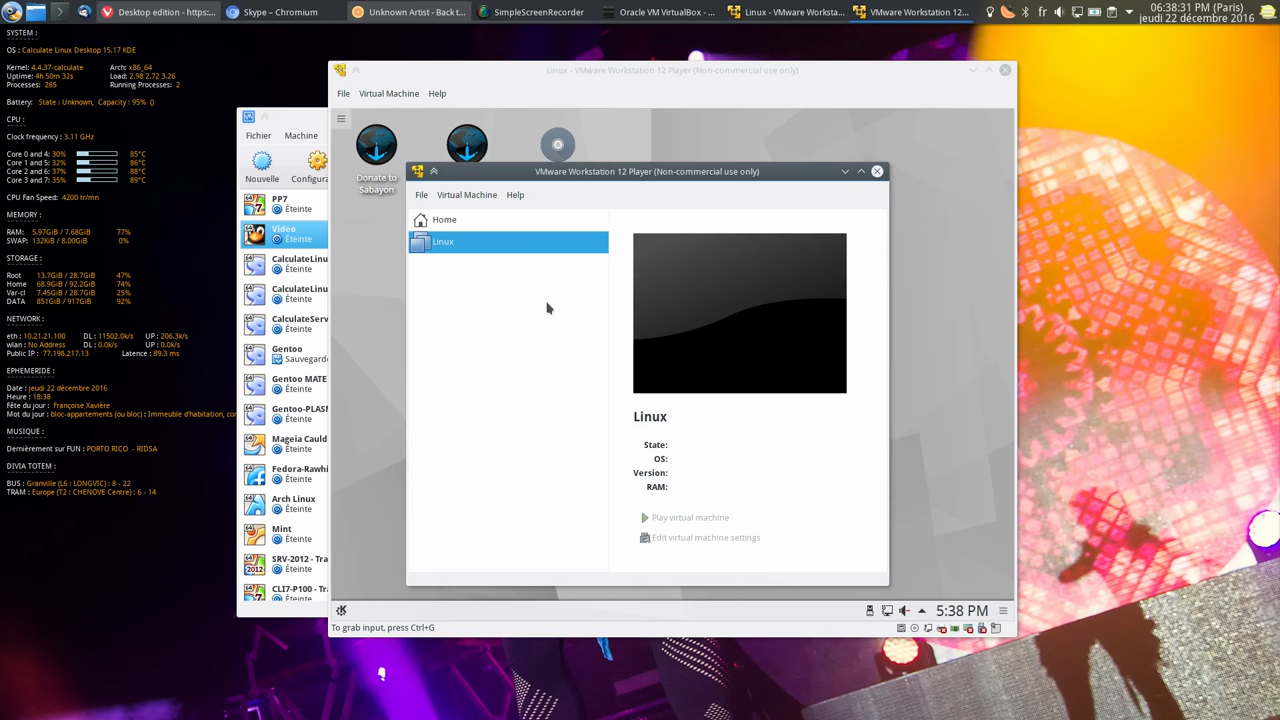 Desktop edition - https:...
Skype – Chromium
Unknown Artist - Back t...
SimpleScreenRecorder
Oracle VM VirtualBox – ...
Linux - VMware Worksta...
VMware Workstation 12...
Fr
06:38:31 PM (Paris)
jeudi 22 décembre 2016
SYSTEM :
OS : Calculate Linux Desktop 15.17 KDE
Kernel: 4.4.37-calculate Arch: x86_64
Uptime: 4h 50m 32s Load: 2.98 2.72 3.26
Processes: 285 Running Processes: 2
Battery: State : Unknown, Capacity : 95% ()
CPU :
Clock frequency : 3.11 GHz
Core 0 and 4: 30% 85°C
Core 1 and 5: 32% 86°C
Core 2 and 6: 37% 88°C
Core 3 and 7: 35% 89°C
CPU Fan Speed: 4200 tr/mn
MEMORY :
RAM: 5.97GiB / 7.68GiB 77%
SWAP: 132KiB / 8.00GiB 0%
STORAGE :
Root 13.7GiB / 28.7GiB 47%
Home 68.9GiB / 92.2GiB 74%
Var-cl 7.45GiB / 28.7GiB 25%
DATA 851GiB / 917GiB 92%
NETWORK :
eth : 10.21.21.100 DL : 11502.0k/s UP : 206.3k/s
wlan : No Address DL : 0.0k/s UP : 0.0k/s
Public IP : 77.198.217.13 Latence : 89.3 ms
EPHEMERIDE :
Date : jeudi 22 décembre 2016
Heure : 18:38
Fête du jour : Françoise Xavière
Mot du jour : bloc-appartements (ou bloc) : Immeuble d'habitation, con
MUSIQUE :
Dernièrement sur FUN : PORTO RICO - RIDSA
DIVIA TOTEM :
BUS : Granville (L6 : LONGVIC) : 8 - 22
TRAM : Europe (T2 : CHENOVE Centre) : 6 - 14
Fichier Machine
Nouvelle Configura
PP7
Éteinte
Video
Éteinte
CalculateLinu
Éteinte
CalculateLinu
Éteinte
CalculateServ
Éteinte
Gentoo
Sauvegard
Gentoo MATE
Éteinte
Gentoo-PLASM
Éteinte
Mageia Cauld
Éteinte
Fedora-Rawhi
Éteinte
Arch Linux
Éteinte
Mint
Éteinte
SRV-2012 - Tra
Éteinte
CLI7-P100 - Tra
Éteinte
Linux - VMware Workstation 12 Player (Non-commercial use only)
File Virtual Machine Help
Donate to
Sabayon
VMware Workstation 12 Player (Non-commercial use only)
File Virtual Machine Help
Home
Linux
Linux
State:
OS:
Version:
RAM:
Play virtual machine
Edit virtual machine settings
5:38 PM
To grab input, press Ctrl+G